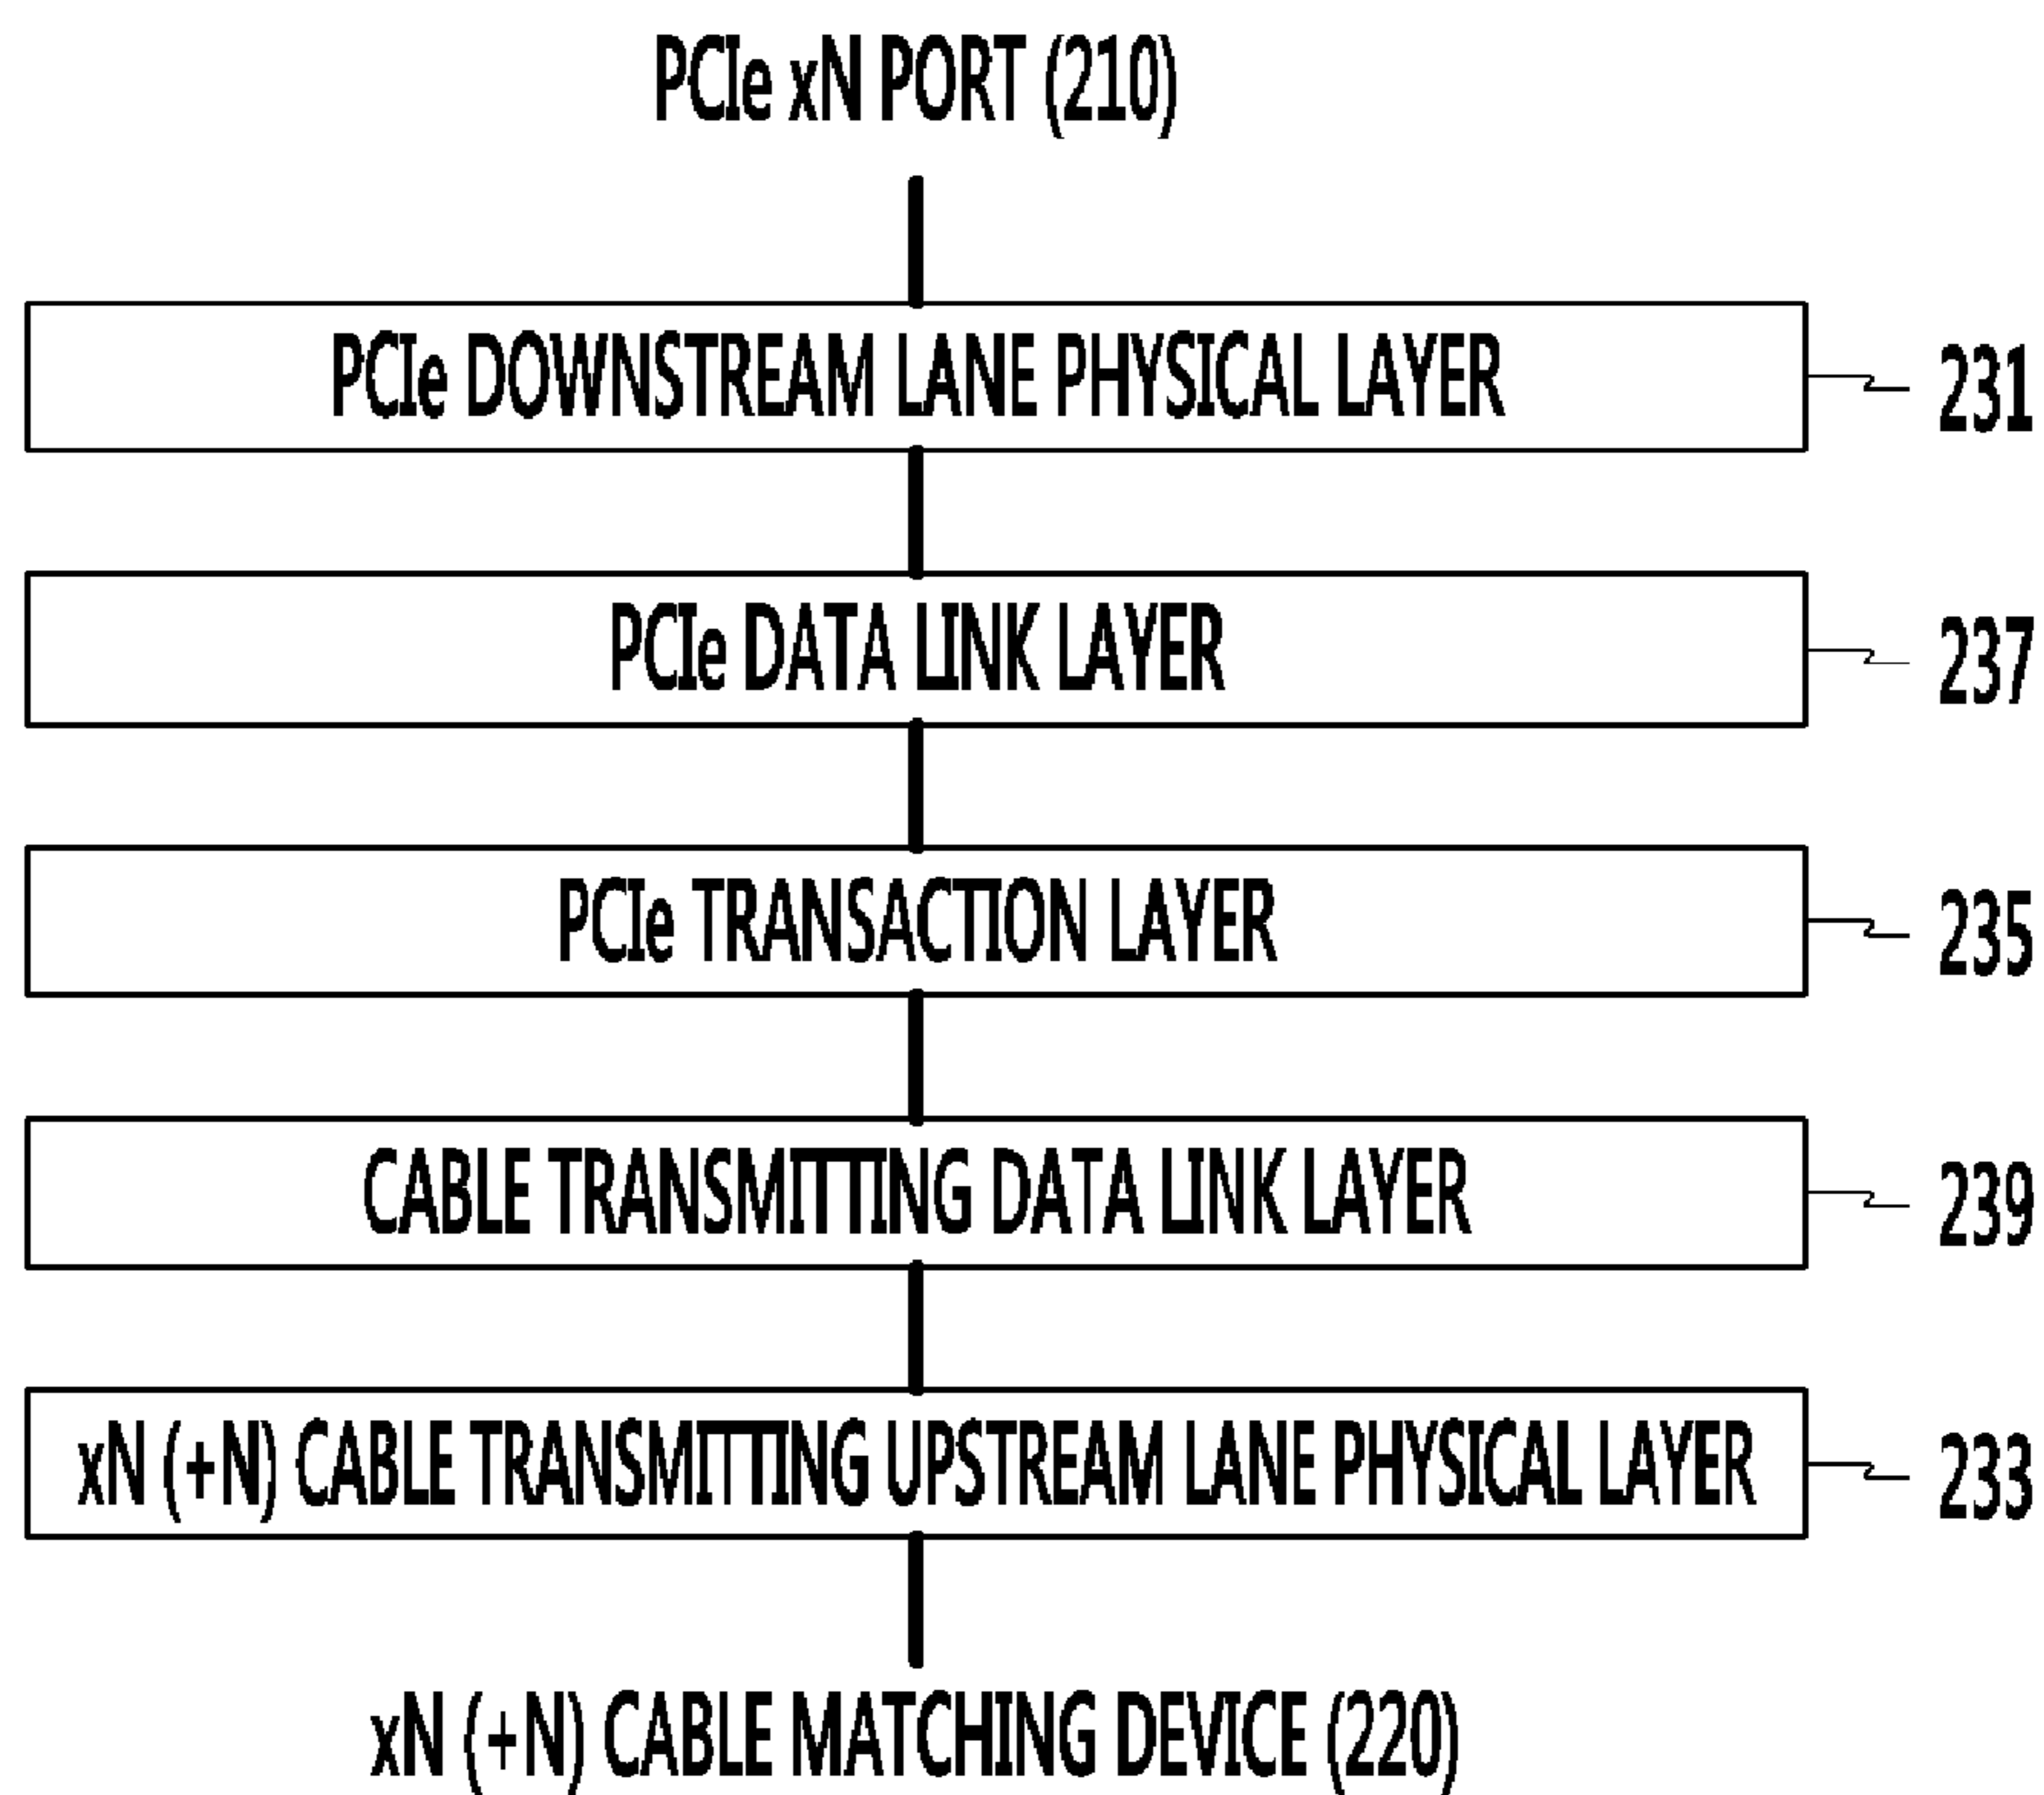 PCIe xN PORT (210)
PCIe DOWNSTREAM LANE PHYSICAL LAYER 231
PCIe DATA LINK LAYER 237
PCIe TRANSACTION LAYER 235
CABLE TRANSMITTING DATA LINK LAYER 239
xN (+N) CABLE TRANSMITTING UPSTREAM LANE PHYSICAL LAYER 233
xN (+N) CABLE MATCHING DEVICE (220)